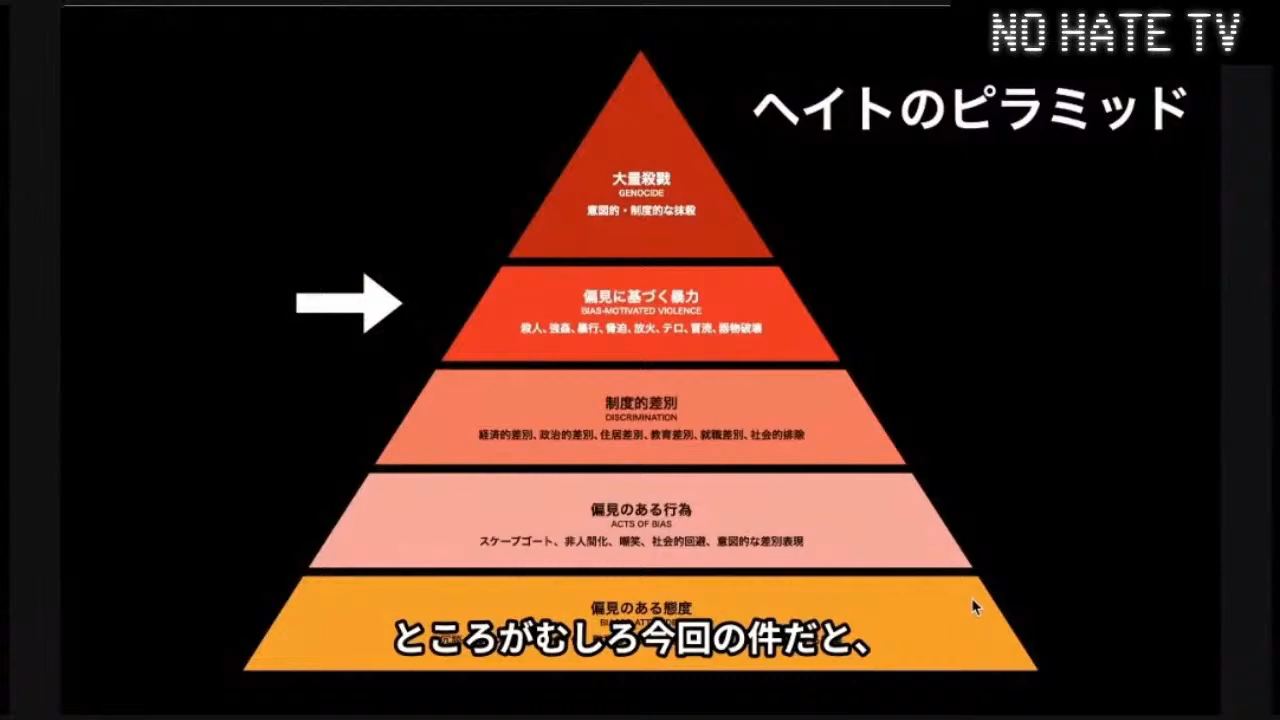 NO HATE TV
ヘイトのピラミッド
大量殺戮
GENOCIDE
意図的・制度的な抹殺
偏見に基づく暴力
BIAS-MOTIVATED VIOLENCE
殺人、強姦、暴行、脅迫、放火、テロ、冒涜、器物破壊
制度的差別
DISCRIMINATION
経済的差別、政治的差別、住居差別、教育差別、就職差別、社会的排除
偏見のある行為
ACTS OF BIAS
スケープゴート、非人間化、嘲笑、社会的回避、意図的な差別表現
偏見のある態度
ところがむしろ今回の件だと、